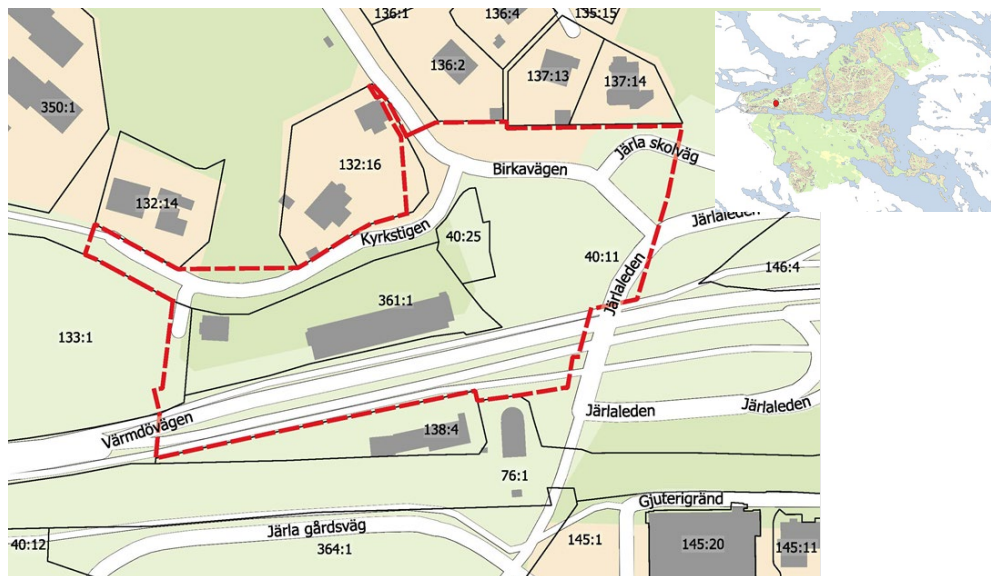 136:1
136:4
135:15
136:2
137:13
137:14
350:1
Järla skolväg
132:16
Birkavägen
132:14
Järlaleden
Kyrkstigen
40:25
40:11
146:4
Järlaleden
361:1
133:1
Järlaleden
Järlaleden
Värmdövägen
138:4
76:1
Gjuterigränd
Järla gårdsväg
40:12
364:1
145:1
145:20
145:11